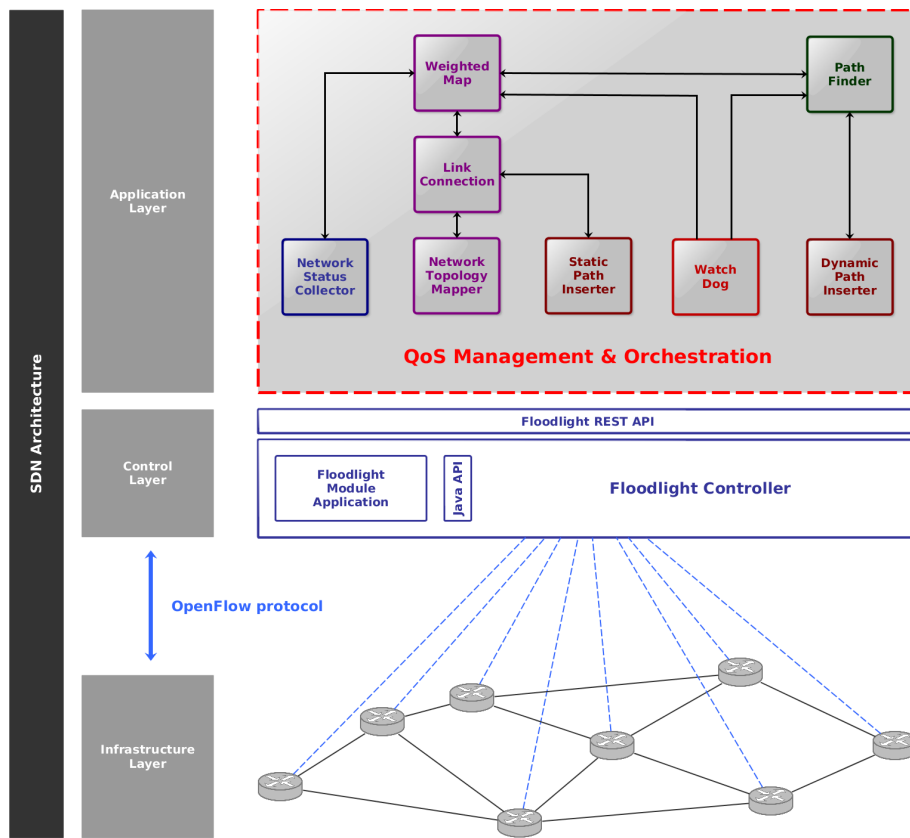 SDN Architecture
Application
Layer
Weighted
Map
Path
Finder
Link
Connection
Network
Status
Collector
Network
Topology
Mapper
Static
Path
Inserter
Watch
Dog
Dynamic
Path
Inserter
QoS Management & Orchestration
Control
Layer
Floodlight REST API
Floodlight
Module
Application
Java API
Floodlight Controller
OpenFlow protocol
Infrastructure
Layer